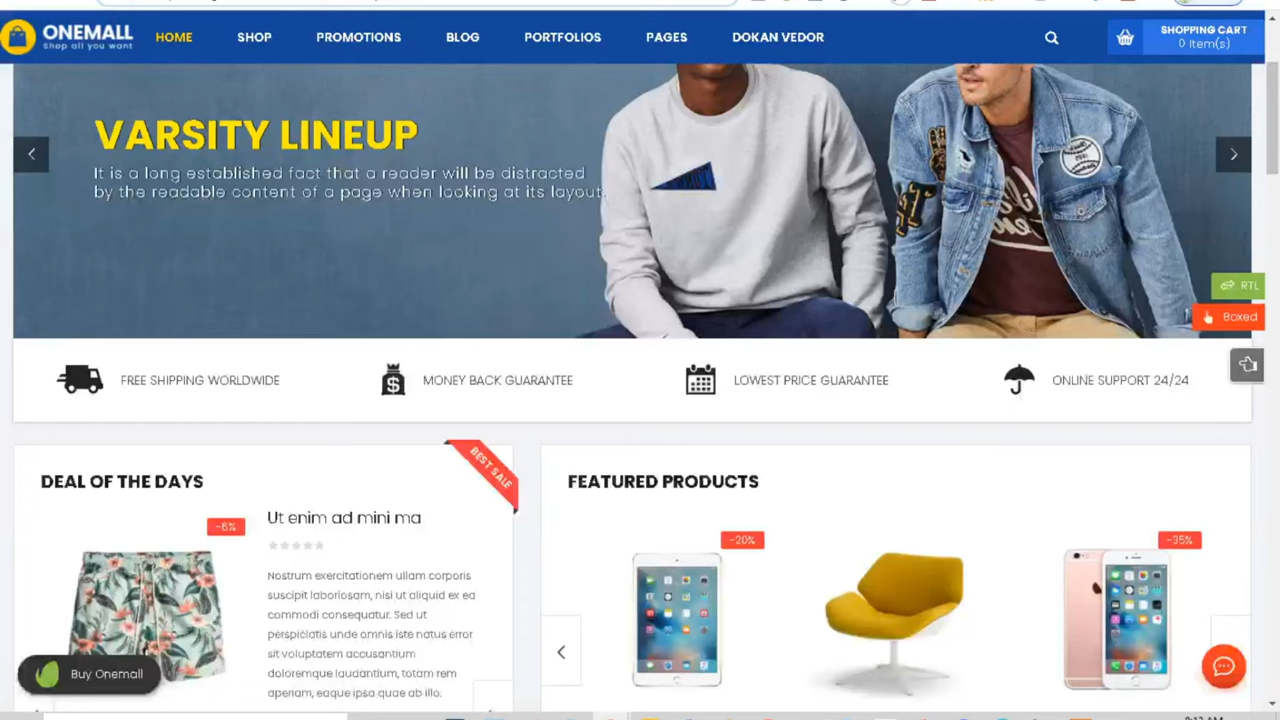 ONEMALL
Shop all you want
HOME
SHOP
PROMOTIONS
BLOG
PORTFOLIOS
PAGES
DOKAN VEDOR
SHOPPING CART
0 Item(s)
VARSITY LINEUP
It is a long established fact that a reader will be distracted
by the readable content of a page when looking at its layout.
RTL
Boxed
FREE SHIPPING WORLDWIDE
MONEY BACK GUARANTEE
LOWEST PRICE GUARANTEE
ONLINE SUPPORT 24/24
DEAL OF THE DAYS
BEST SALE
FEATURED PRODUCTS
-6%
Ut enim ad mini ma
-20%
-35%
Nostrum exercitationem ullam corporis
suscipit laboriosam, nisi ut aliquid ex ea
commodi consequatur. Sed ut
perspiciatis unde omnis iste natus error
sit voluptatem accusantium
doloremque laudantium, totam rem
aperiam, eaque ipsa quae ab illo.
Buy Onemall